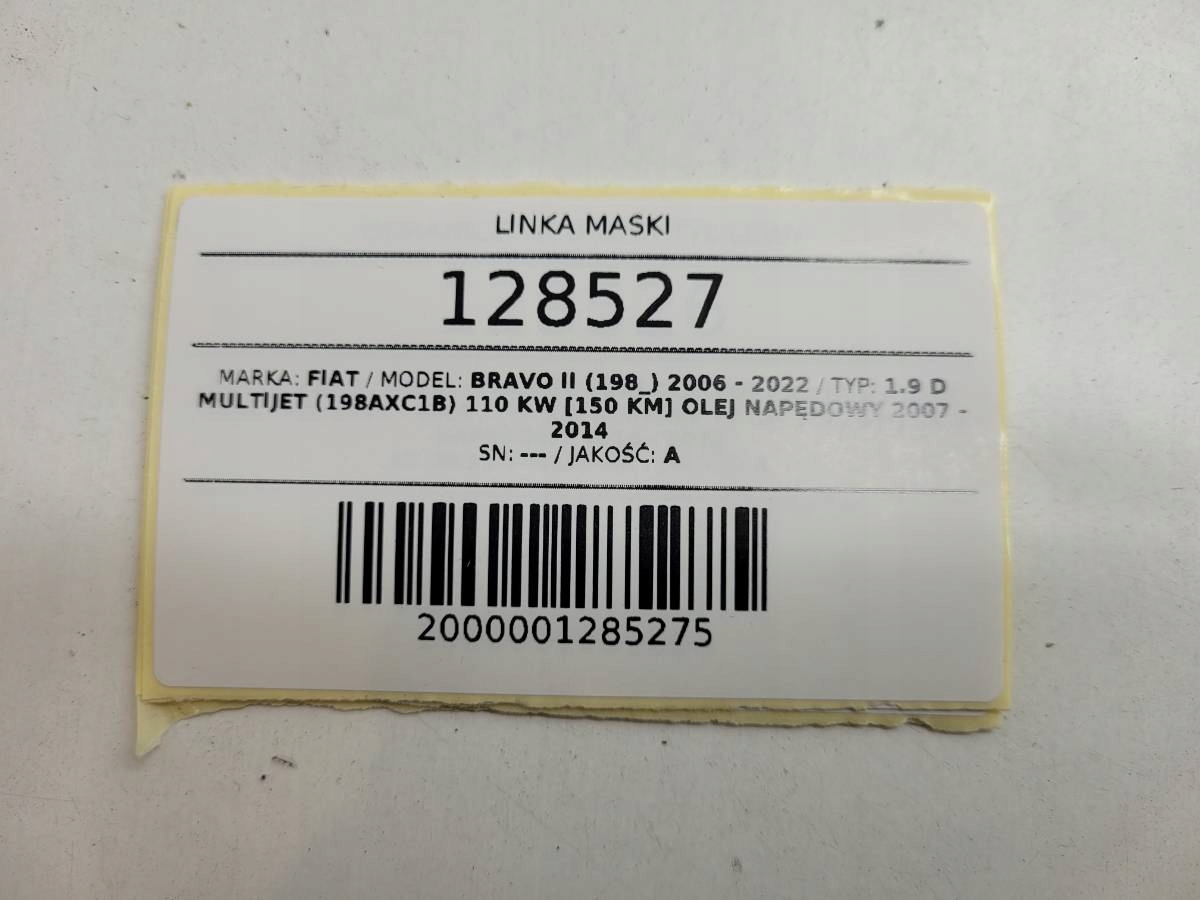 LINKA MASKI
128527
MARKA: FIAT / MODEL: BRAVO II (198_) 2006 - 2022 / TYP: 1.9 D
MULTIJET (198AXC1B) 110 KW [150 KM] OLEJ NAPĘDOWY 2007 -
2014
SN: --- / JAKOŚĆ: A
2000001285275